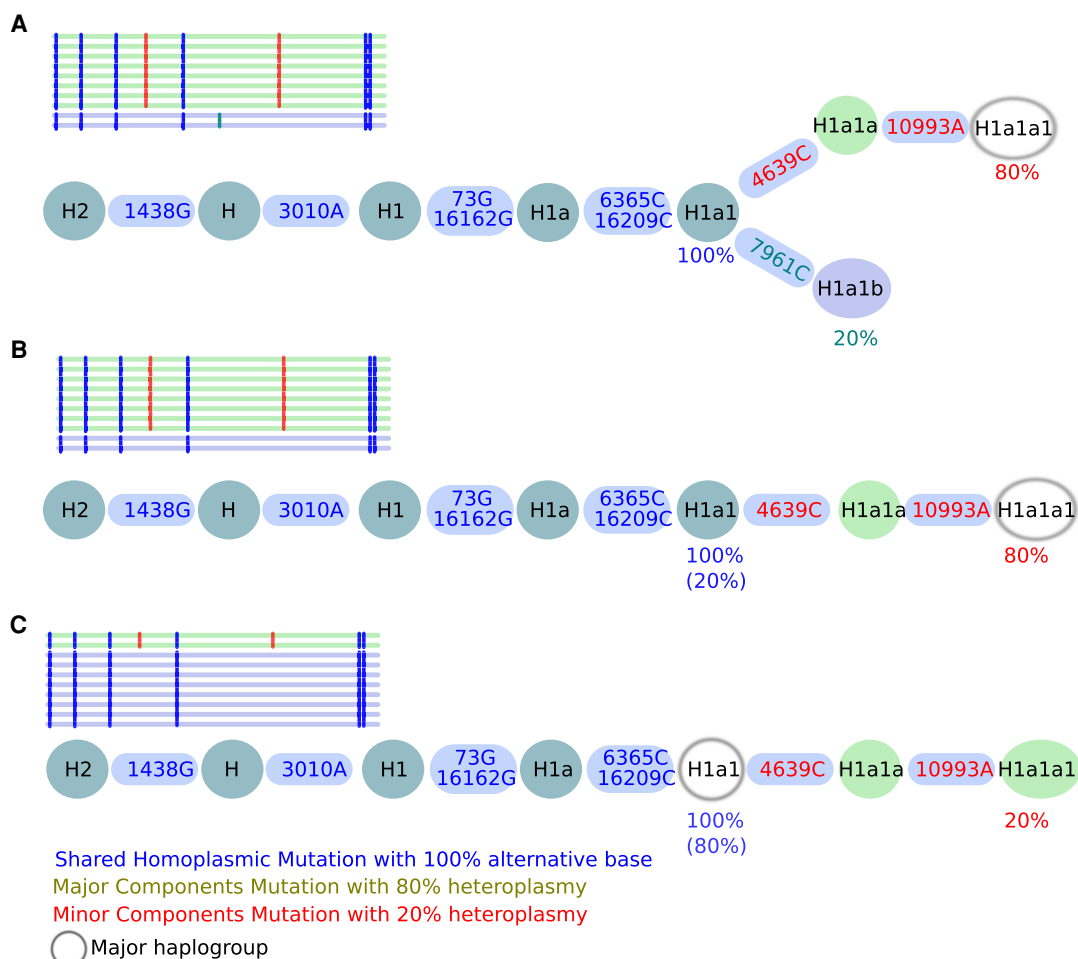 A
H2
1438G
H
3010A
H1
73G
16162G
H1a
6365C
16209C
H1a1
100%
4639C
H1a1a
10993A
H1a1a1
80%
7961C
H1a1b
20%
B
H2
1438G
H
3010A
H1
73G
16162G
H1a
6365C
16209C
H1a1
100%
(20%)
4639C
H1a1a
10993A
H1a1a1
80%
C
H2
1438G
H
3010A
H1
73G
16162G
H1a
6365C
16209C
H1a1
100%
(80%)
4639C
H1a1a
10993A
H1a1a1
20%
Shared Homoplasmic Mutation with 100% alternative base
Major Components Mutation with 80% heteroplasmy
Minor Components Mutation with 20% heteroplasmy
Major haplogroup